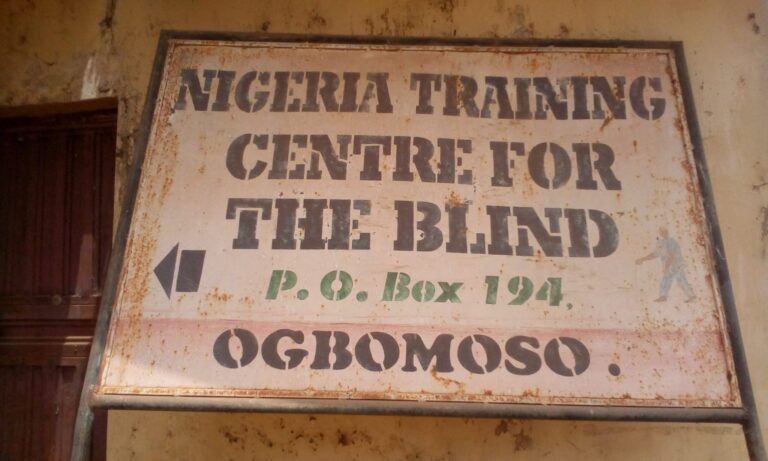 NIGERIA TRAINING
CENTRE FOR
THE BLIND
P.O. Box 194,
OGBOMOSO.